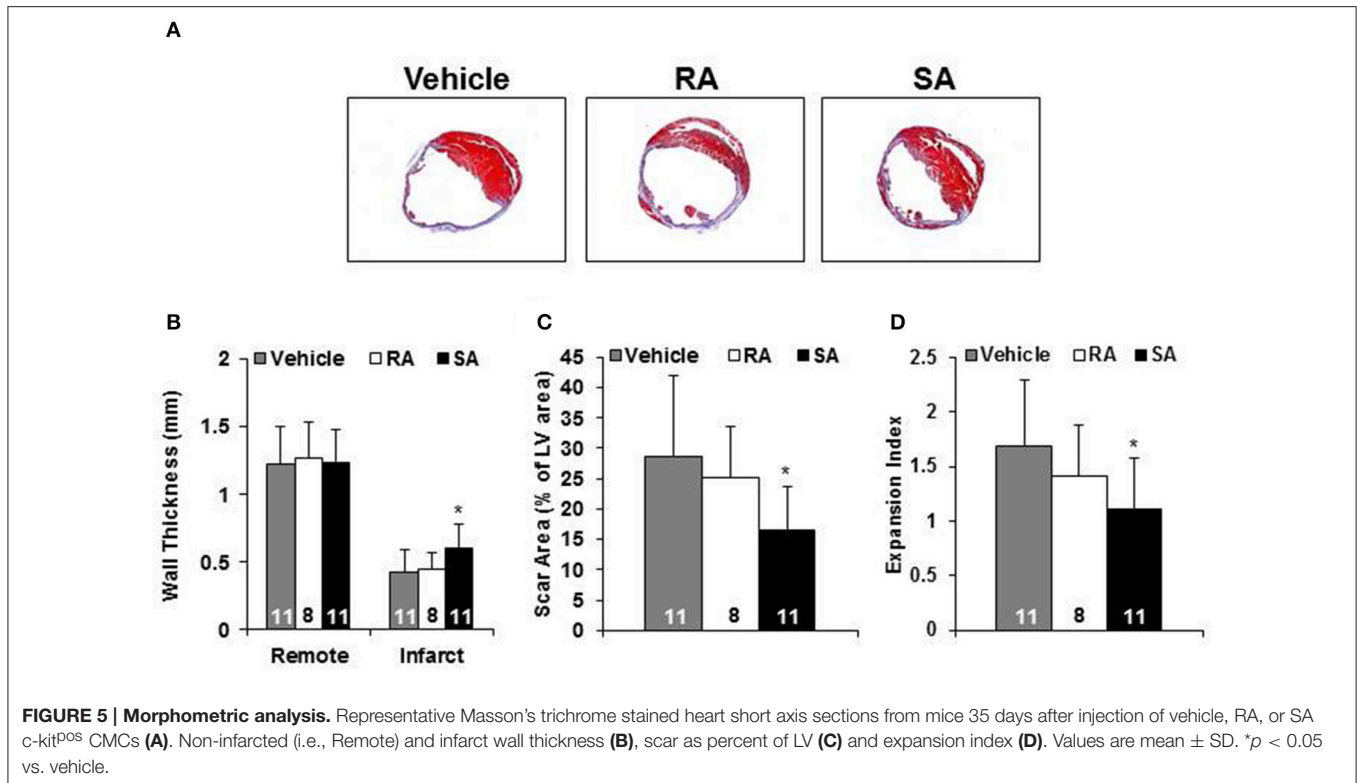 A
Vehicle RA SA
B
2
1.5
1
0.5
0
Wall Thickness (mm)
Vehicle RA SA
*
11 8 11 11 8 11
Remote Infarct
C
45
40
35
30
25
20
15
10
5
0
Scar Area (% of LV area)
Vehicle RA SA
*
11 8 11
D
2.5
2
1.5
1
0.5
0
Expansion Index
Vehicle RA SA
*
11 8 11
FIGURE 5 | Morphometric analysis. Representative Masson's trichrome stained heart short axis sections from mice 35 days after injection of vehicle, RA, or SA
c-kitᵖᵒˢ CMCs (A). Non-infarcted (i.e., Remote) and infarct wall thickness (B), scar as percent of LV (C) and expansion index (D). Values are mean ± SD. *p < 0.05
vs. vehicle.